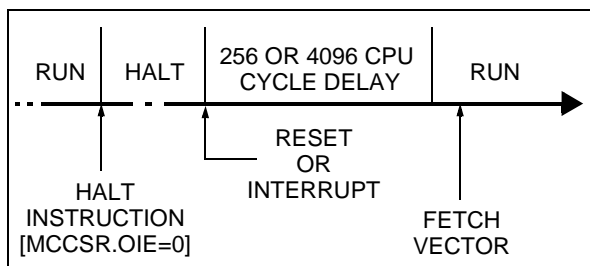 RUN
HALT
256 OR 4096 CPU
CYCLE DELAY
RUN
RESET
OR
INTERRUPT
HALT
INSTRUCTION
[MCCSR.OIE=0]
FETCH
VECTOR